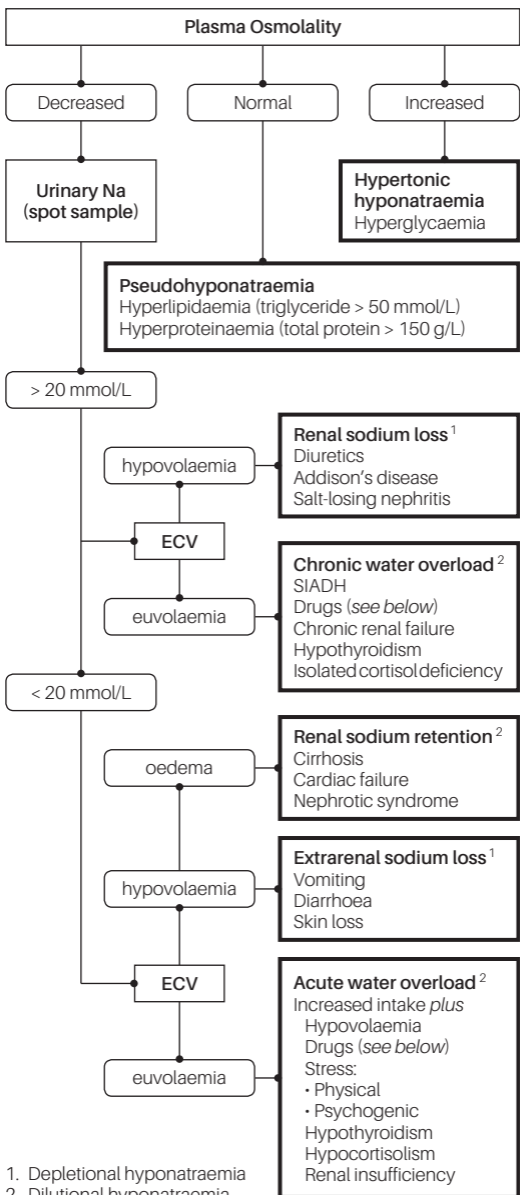 Plasma Osmolality
Decreased
Normal
Increased
Urinary Na
(spot sample)
Hypertonic
hyponatraemia
Hyperglycaemia
Pseudohyponatraemia
Hyperlipidaemia (triglyceride > 50 mmol/L)
Hyperproteinaemia (total protein > 150 g/L)
> 20 mmol/L
hypovolaemia
Renal sodium loss 1
Diuretics
Addison's disease
Salt-losing nephritis
ECV
euvolaemia
Chronic water overload 2
SIADH
Drugs (see below)
Chronic renal failure
Hypothyroidism
Isolated cortisol deficiency
< 20 mmol/L
oedema
Renal sodium retention 2
Cirrhosis
Cardiac failure
Nephrotic syndrome
hypovolaemia
Extrarenal sodium loss 1
Vomiting
Diarrhoea
Skin loss
ECV
euvolaemia
Acute water overload 2
Increased intake plus
Hypovolaemia
Drugs (see below)
Stress:
• Physical
• Psychogenic
Hypothyroidism
Hypocortisolism
Renal insufficiency
1. Depletional hyponatraemia
2. Dilutional hyponatraemia